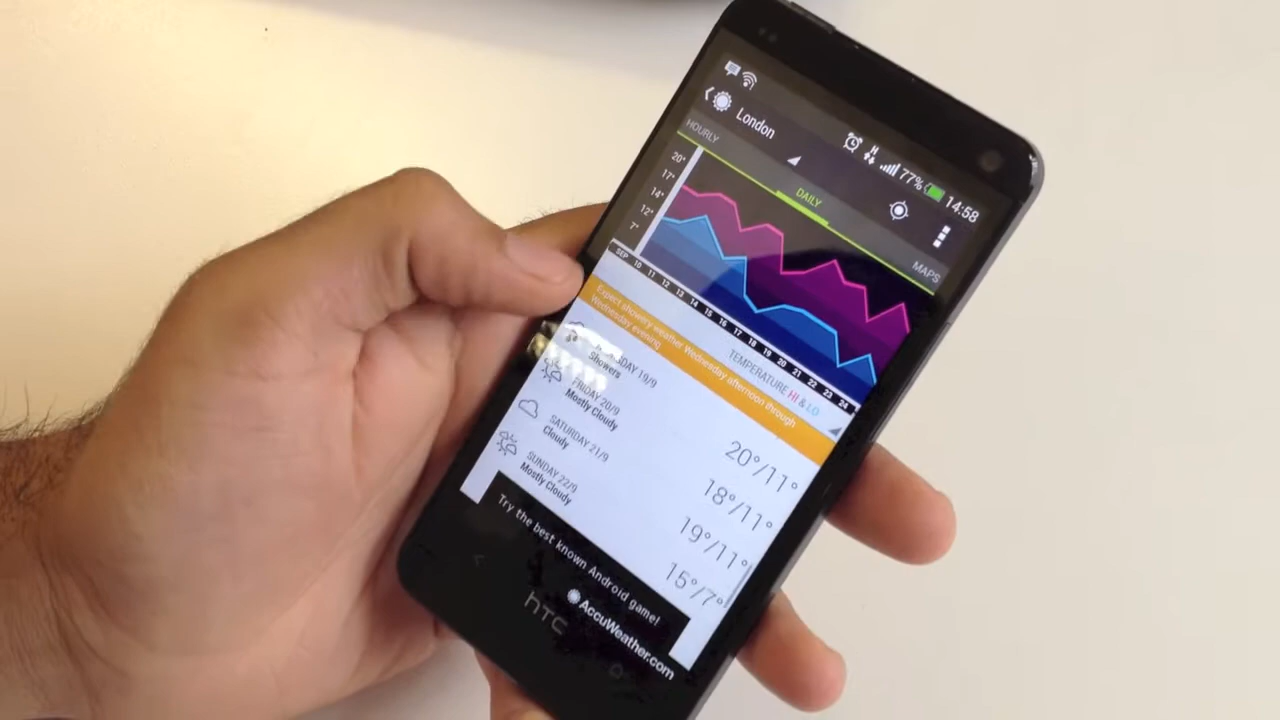 77% 14:58
London
HOURLY
DAILY
MAPS
20°
17°
14°
12°
7°
SEP 10 11 12 13 14 15 16 17 18 19 20 21 22 23 24
TEMPERATURE HI & LO
Expect showery weather Wednesday afternoon through
Wednesday evening
19/9
Showers
20°/11°
FRIDAY 20/9
Mostly Cloudy
18°/11°
SATURDAY 21/9
Cloudy
19°/11°
SUNDAY 22/9
Mostly Cloudy
15°/7°
Try the best known Android game!
AccuWeather.com
hTC